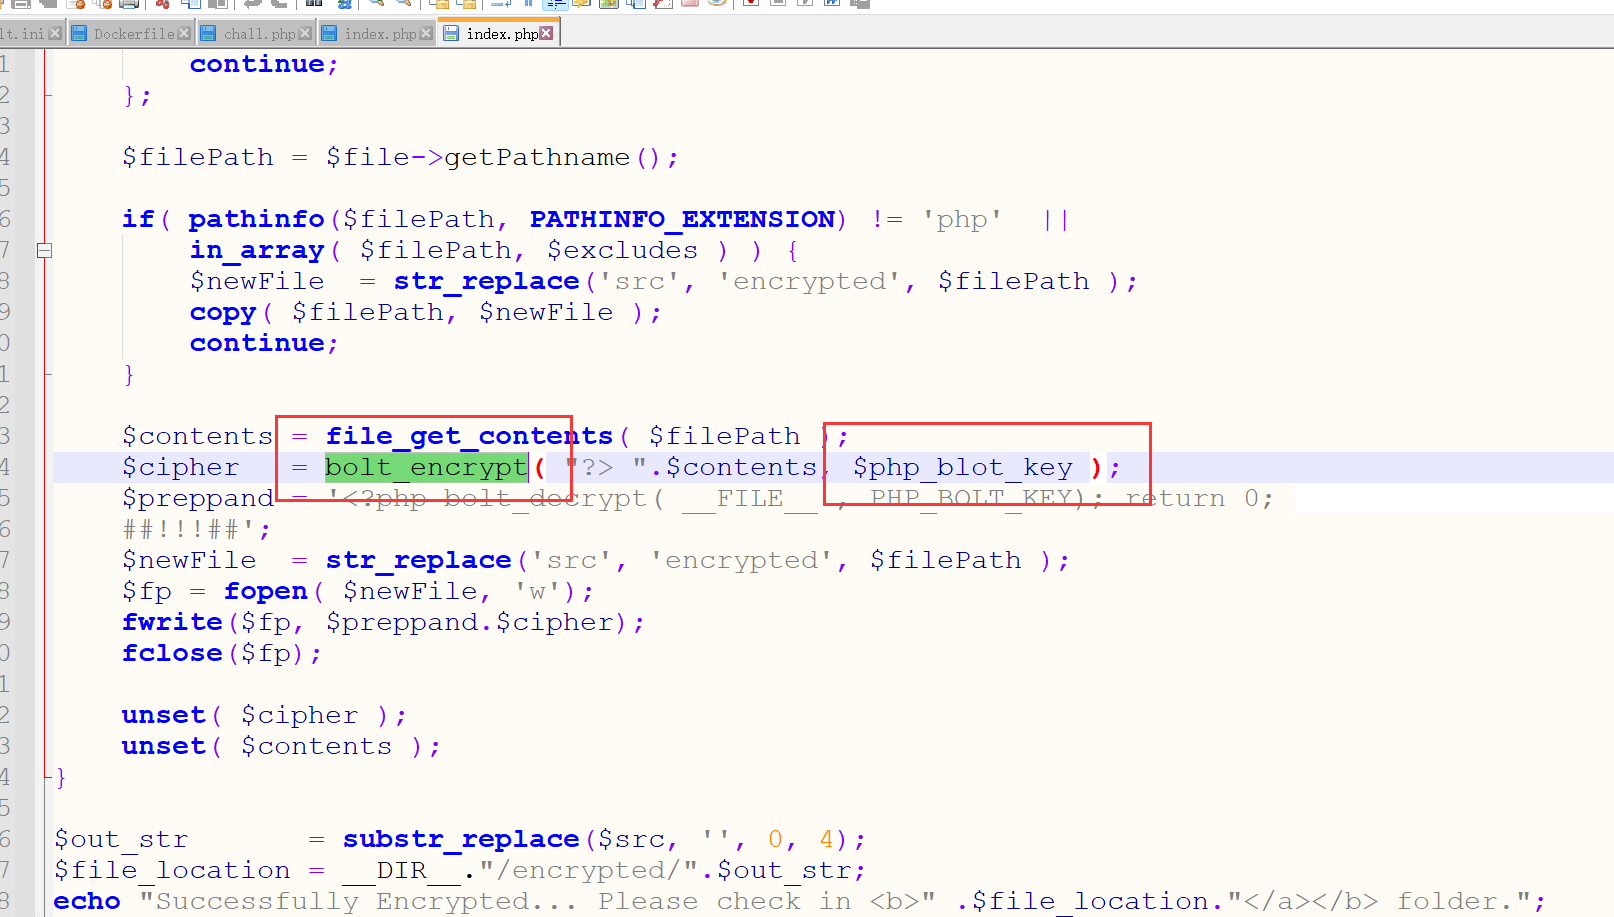 lt.ini Dockerfile chall.php index.php index.php
1 continue;
2 };
3
4 $filePath = $file->getPathname();
5
6 if( pathinfo($filePath, PATHINFO_EXTENSION) != 'php' ||
7 in_array( $filePath, $excludes ) ) {
8 $newFile = str_replace('src', 'encrypted', $filePath );
9 copy( $filePath, $newFile );
0 continue;
1 }
2
3 $contents = file_get_contents( $filePath );
4 $cipher = bolt_encrypt( "?> ".$contents, $php_blot_key );
5 $preppand = '<?php bolt_decrypt( __FILE__ , PHP_BOLT_KEY); return 0;
6 ##!!!##';
7 $newFile = str_replace('src', 'encrypted', $filePath );
8 $fp = fopen( $newFile, 'w');
9 fwrite($fp, $preppand.$cipher);
0 fclose($fp);
1
2 unset( $cipher );
3 unset( $contents );
4 }
5
6 $out_str = substr_replace($src, '', 0, 4);
7 $file_location = __DIR__."/encrypted/".$out_str;
8 echo "Successfully Encrypted... Please check in <b>" .$file_location."</a></b> folder.";